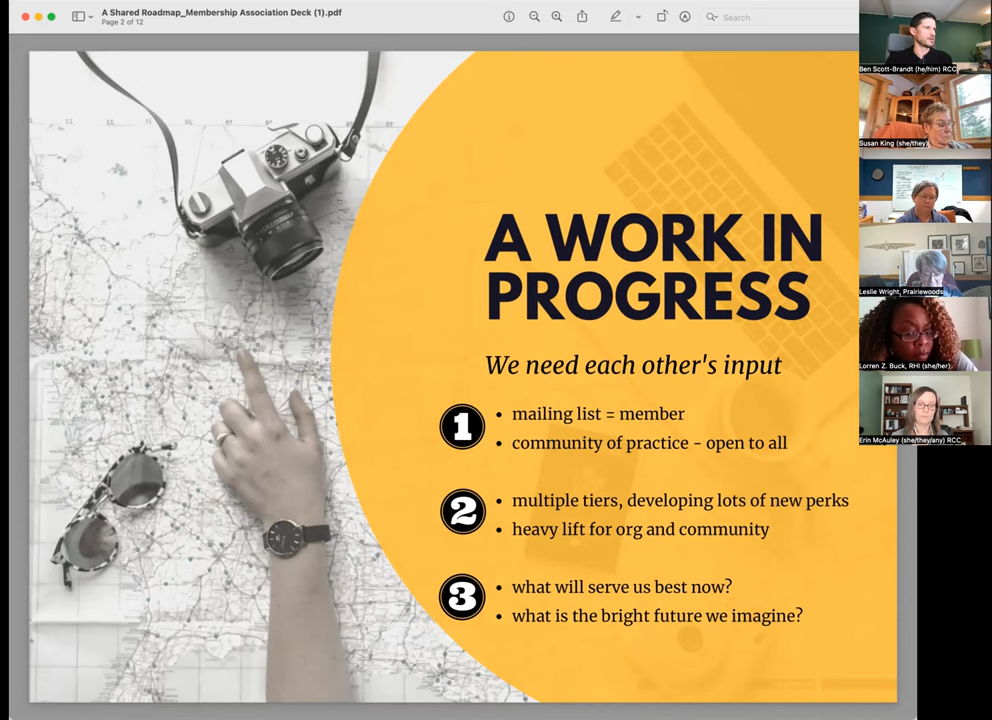 A Shared Roadmap_Membership Association Deck (1).pdf
Page 2 of 12
Search
A WORK IN
PROGRESS
We need each other's input
1
• mailing list = member
• community of practice - open to all
2
• multiple tiers, developing lots of new perks
• heavy lift for org and community
3
• what will serve us best now?
• what is the bright future we imagine?
Ben Scott-Brandt (he/him) RCC
Susan King (she/they)
Leslie Wright, Prairiewoods
Lorren Z. Buck, RHI (she/her)
Erin McAuley (she/they/any) RCC